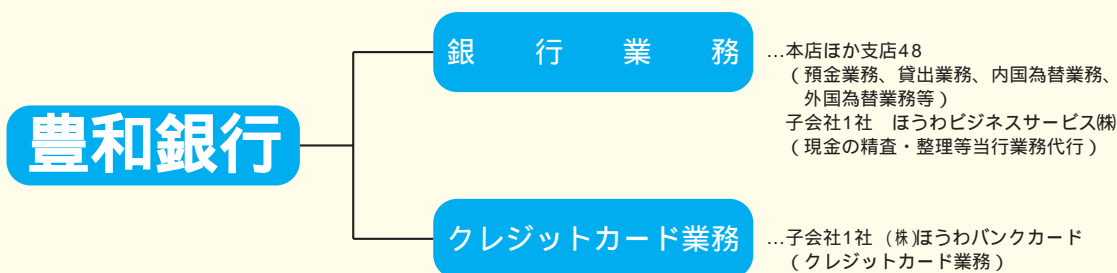 豊和銀行
銀行業務
…本店ほか支店48
(預金業務、貸出業務、内国為替業務、
外国為替業務等)
子会社1社 ほうわビジネスサービス㈱
(現金の精査・整理等当行業務代行)
クレジットカード業務
…子会社1社 (株)ほうわバンクカード
(クレジットカード業務)